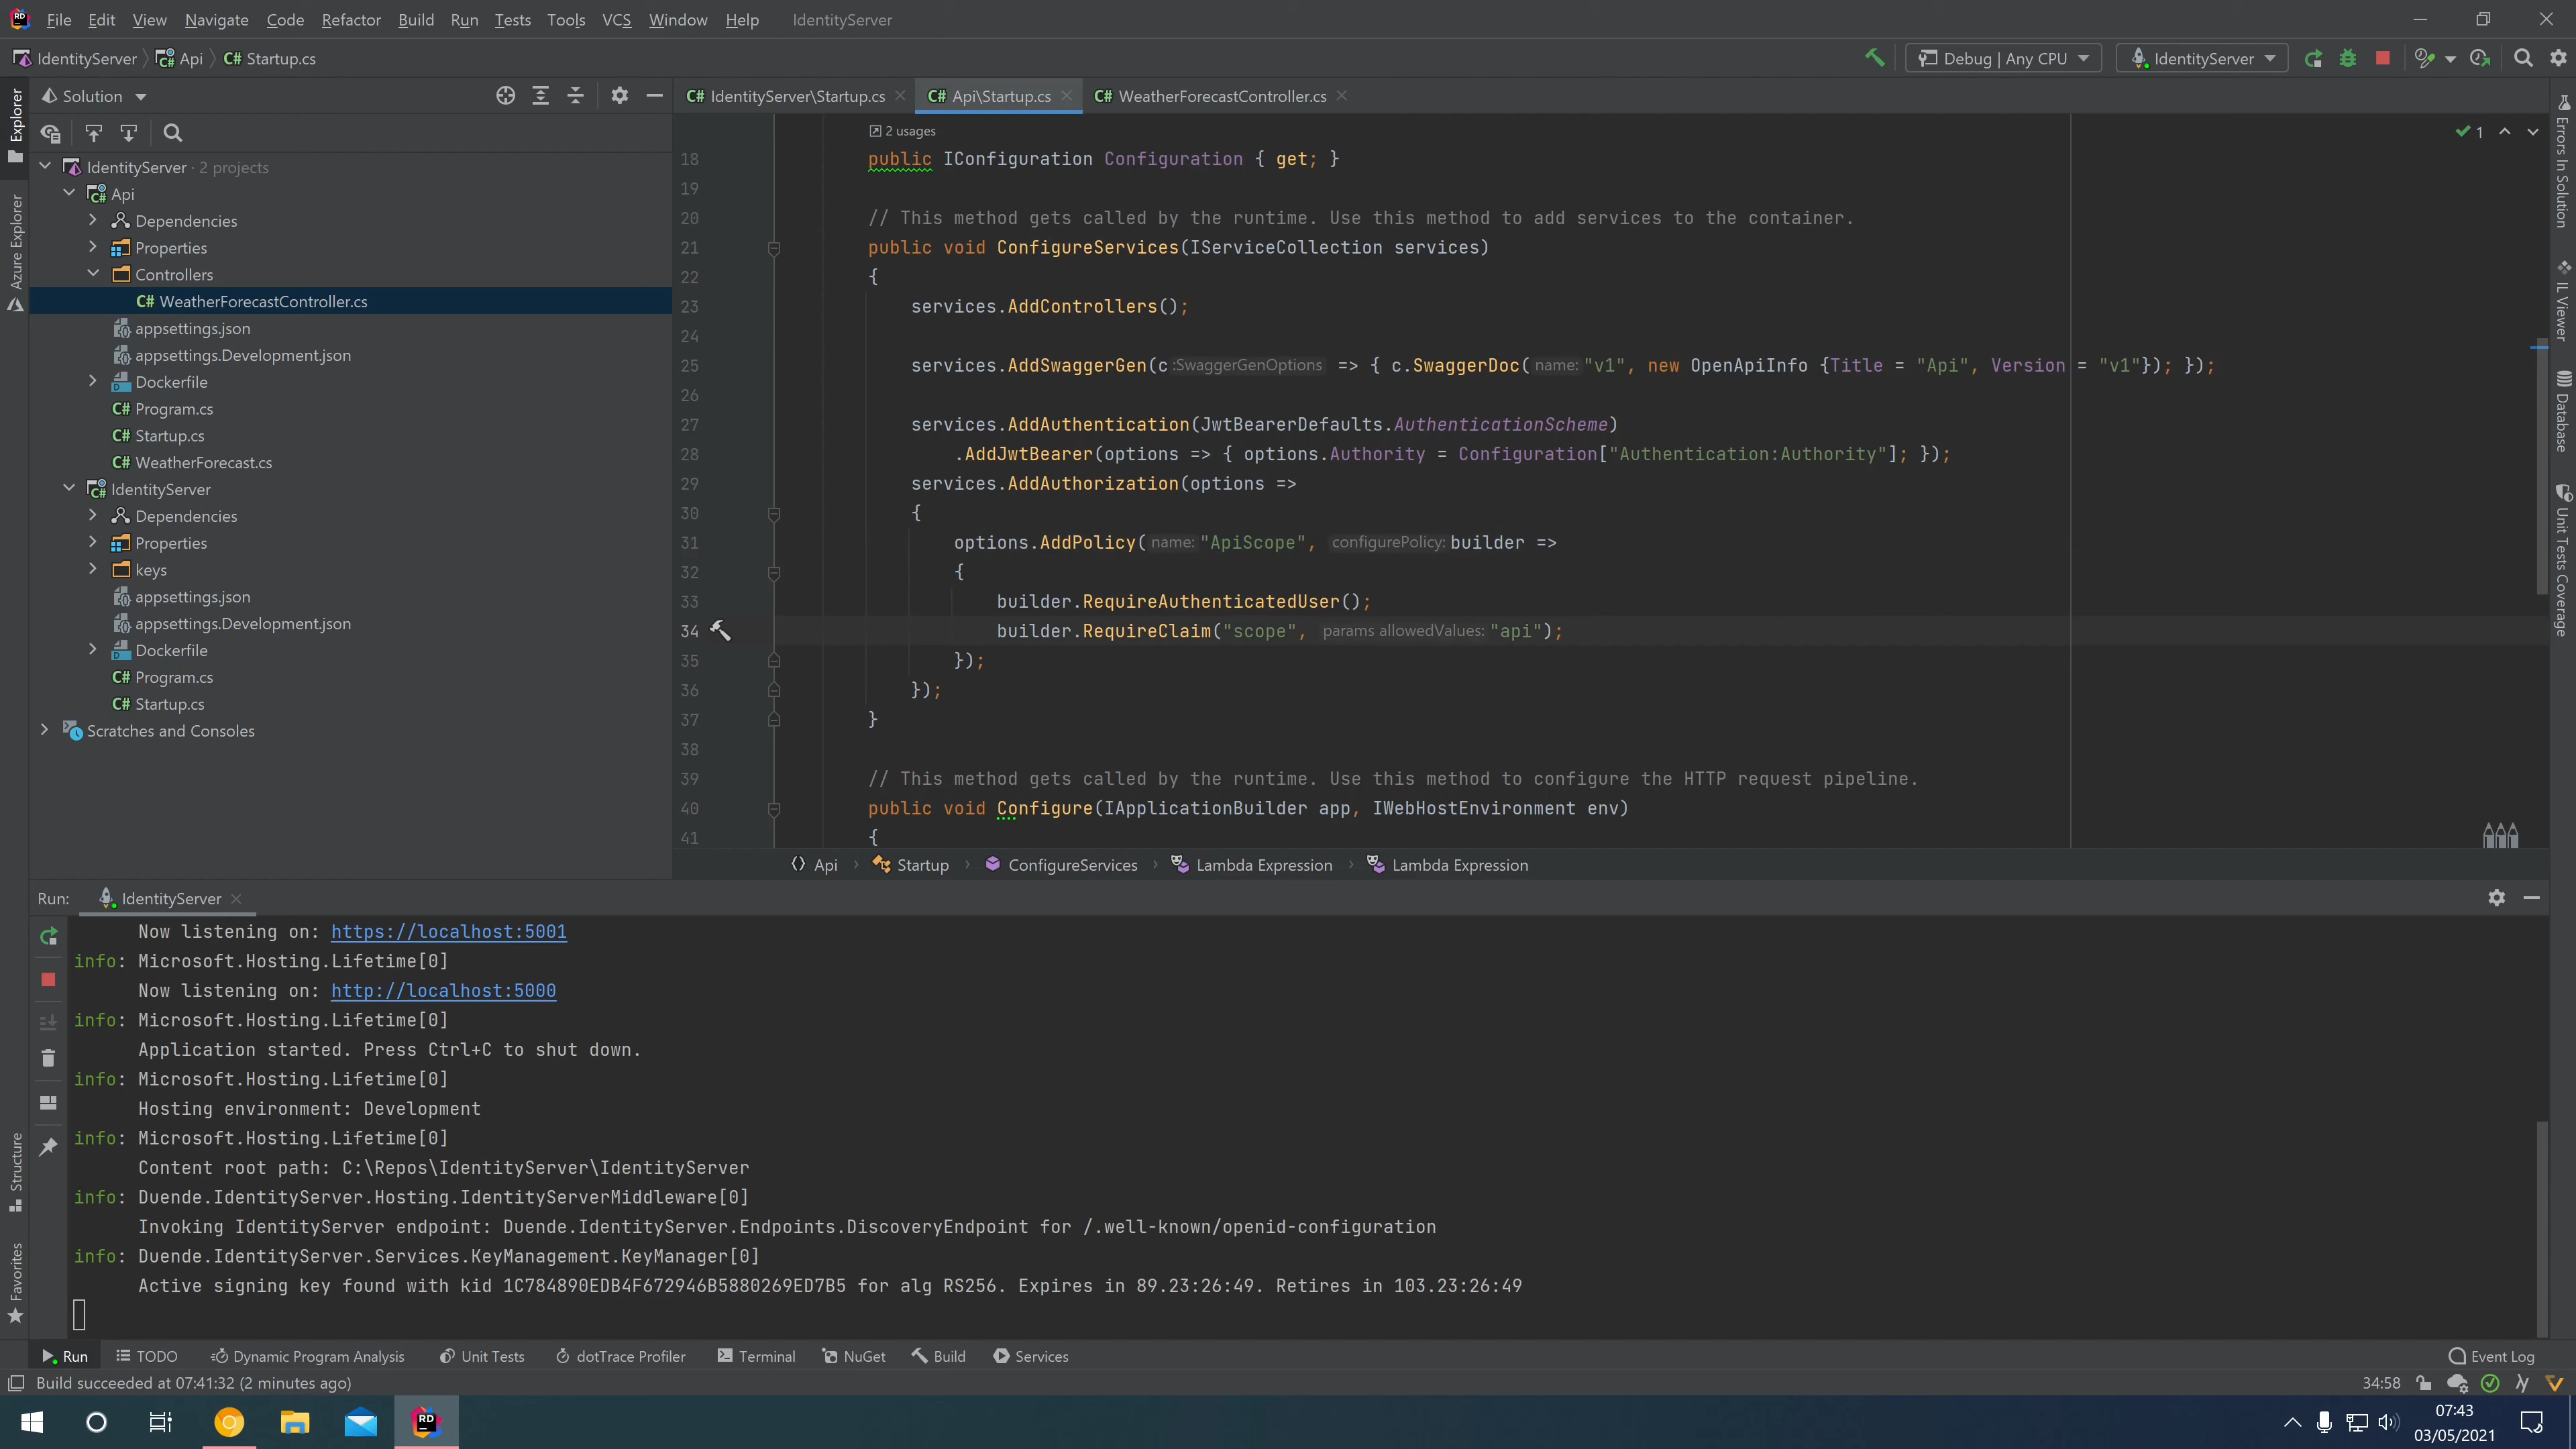 File Edit View Navigate Code Refactor Build Run Tests Tools VCS Window Help IdentityServer
IdentityServer Api C# Startup.cs Debug | Any CPU IdentityServer
Explorer
Azure Explorer
Structure
Favorites
Solution
IdentityServer · 2 projects
Api
Dependencies
Properties
Controllers
C# WeatherForecastController.cs
appsettings.json
appsettings.Development.json
Dockerfile
C# Program.cs
C# Startup.cs
C# WeatherForecast.cs
IdentityServer
Dependencies
Properties
keys
appsettings.json
appsettings.Development.json
Dockerfile
C# Program.cs
C# Startup.cs
Scratches and Consoles
C# IdentityServer\Startup.cs C# Api\Startup.cs C# WeatherForecastController.cs
2 usages
1
18 public IConfiguration Configuration { get; }
19
20 // This method gets called by the runtime. Use this method to add services to the container.
21 public void ConfigureServices(IServiceCollection services)
22 {
23 services.AddControllers();
24
25 services.AddSwaggerGen(c :SwaggerGenOptions => { c.SwaggerDoc( name: "v1", new OpenApiInfo {Title = "Api", Version = "v1"}); });
26
27 services.AddAuthentication(JwtBearerDefaults.AuthenticationScheme)
28 .AddJwtBearer(options => { options.Authority = Configuration["Authentication:Authority"]; });
29 services.AddAuthorization(options =>
30 {
31 options.AddPolicy( name: "ApiScope", configurePolicy: builder =>
32 {
33 builder.RequireAuthenticatedUser();
34 builder.RequireClaim("scope", params allowedValues: "api");
35 });
36 });
37 }
38
39 // This method gets called by the runtime. Use this method to configure the HTTP request pipeline.
40 public void Configure(IApplicationBuilder app, IWebHostEnvironment env)
41 {
Api Startup ConfigureServices Lambda Expression Lambda Expression
Errors In Solution
IL Viewer
Database
Unit Tests Coverage
Run: IdentityServer
Now listening on: https://localhost:5001
info: Microsoft.Hosting.Lifetime[0]
Now listening on: http://localhost:5000
info: Microsoft.Hosting.Lifetime[0]
Application started. Press Ctrl+C to shut down.
info: Microsoft.Hosting.Lifetime[0]
Hosting environment: Development
info: Microsoft.Hosting.Lifetime[0]
Content root path: C:\Repos\IdentityServer\IdentityServer
info: Duende.IdentityServer.Hosting.IdentityServerMiddleware[0]
Invoking IdentityServer endpoint: Duende.IdentityServer.Endpoints.DiscoveryEndpoint for /.well-known/openid-configuration
info: Duende.IdentityServer.Services.KeyManagement.KeyManager[0]
Active signing key found with kid 1C784890EDB4F672946B5880269ED7B5 for alg RS256. Expires in 89.23:26:49. Retires in 103.23:26:49
Run TODO Dynamic Program Analysis Unit Tests dotTrace Profiler Terminal NuGet Build Services Event Log
Build succeeded at 07:41:32 (2 minutes ago) 34:58
RD
07:43
03/05/2021